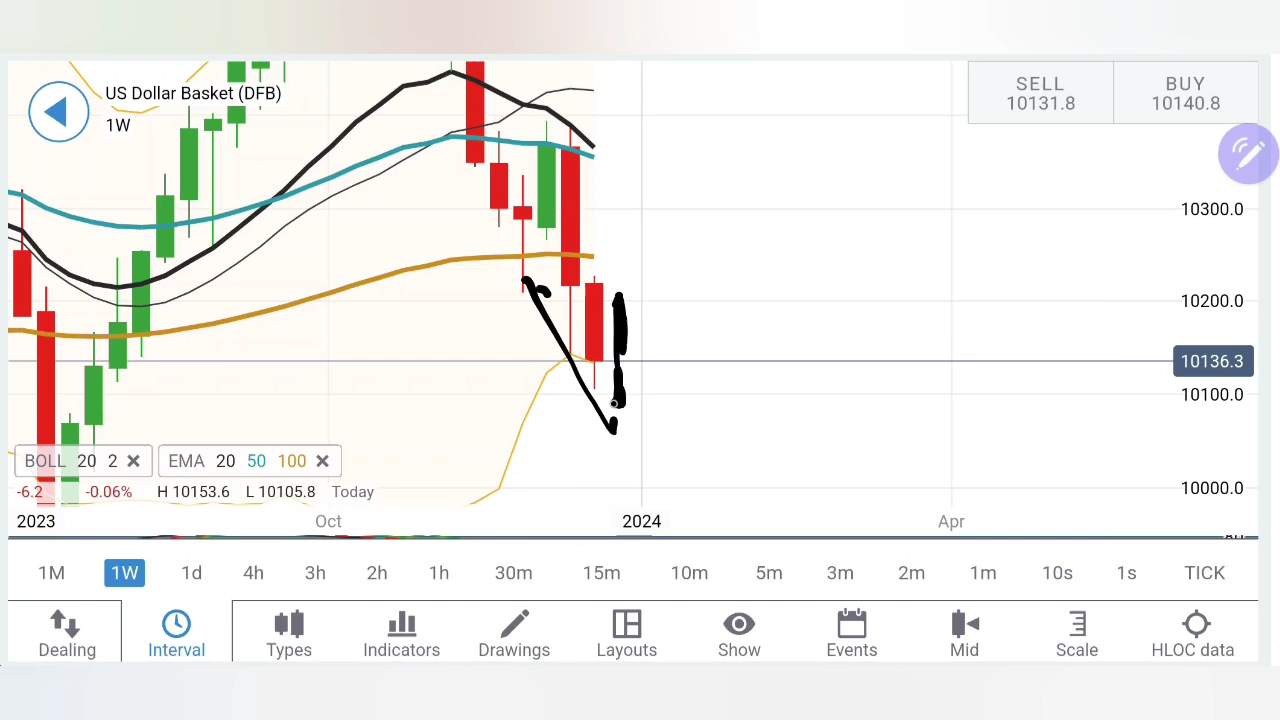 US Dollar Basket (DFB)
1W
SELL
10131.8
BUY
10140.8
10300.0
10200.0
10136.3
10100.0
10000.0
BOLL 20 2
EMA 20 50 100
-6.2 -0.06% H 10153.6 L 10105.8 Today
2023 Oct 2024 Apr
1M 1W 1d 4h 3h 2h 1h 30m 15m 10m 5m 3m 2m 1m 10s 1s TICK
Dealing Interval Types Indicators Drawings Layouts Show Events Mid Scale HLOC data